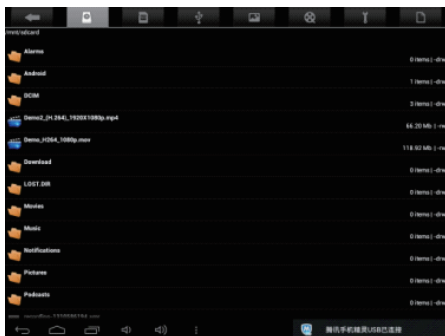 /mnt/sdcard
Alarms
0 items | -drw
Android
1 items | -drw
DCIM
3 items | -drw
Demo2_(H.264)_1920X1080p.mp4
66.20 Mb | -rw
Demo_H264_1080p.mov
118.92 Mb | -rw
Download
0 items | -drw
LOST.DIR
0 items | -drw
Movies
0 items | -drw
Music
0 items | -drw
Notifications
0 items | -drw
Pictures
0 items | -drw
Podcasts
0 items | -drw
腾讯手机精灵USB已连接